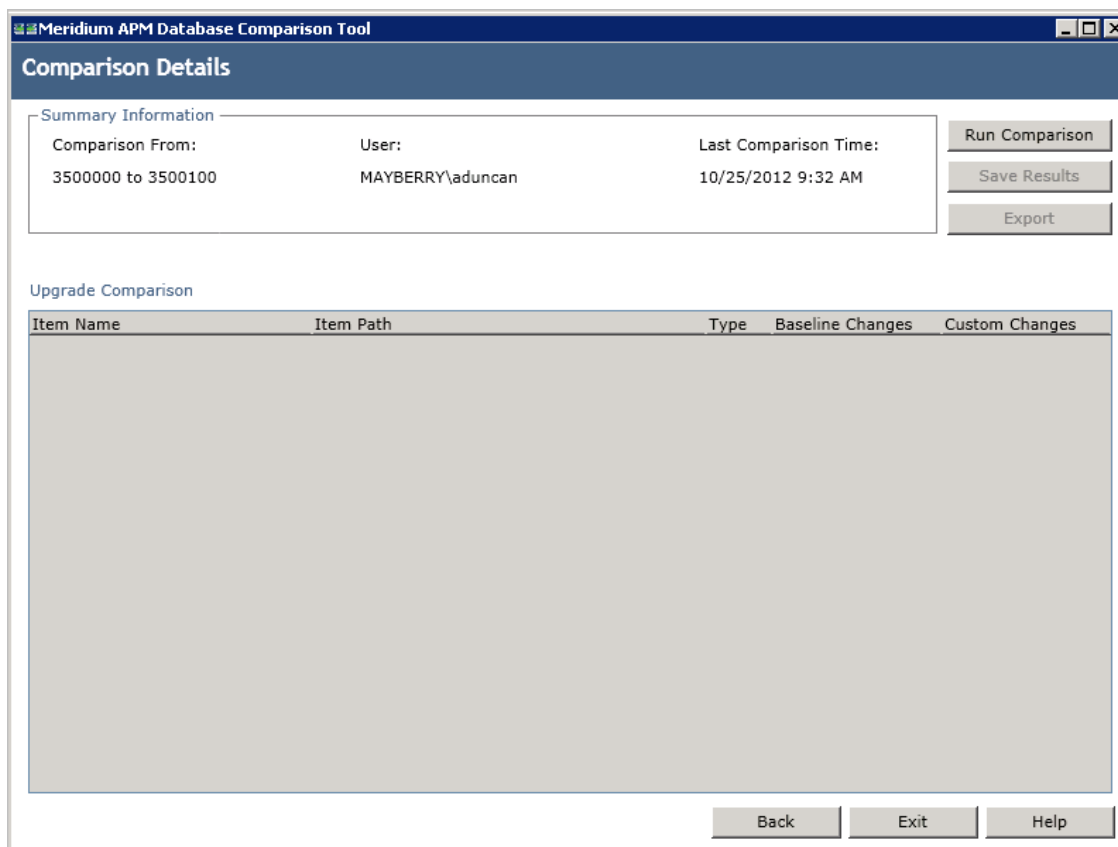 Meridium APM Database Comparison Tool
Comparison Details
Summary Information
Comparison From: User: Last Comparison Time:
3500000 to 3500100 MAYBERRY\aduncan 10/25/2012 9:32 AM
Run Comparison
Save Results
Export
Upgrade Comparison
Item Name Item Path Type Baseline Changes Custom Changes
Back Exit Help